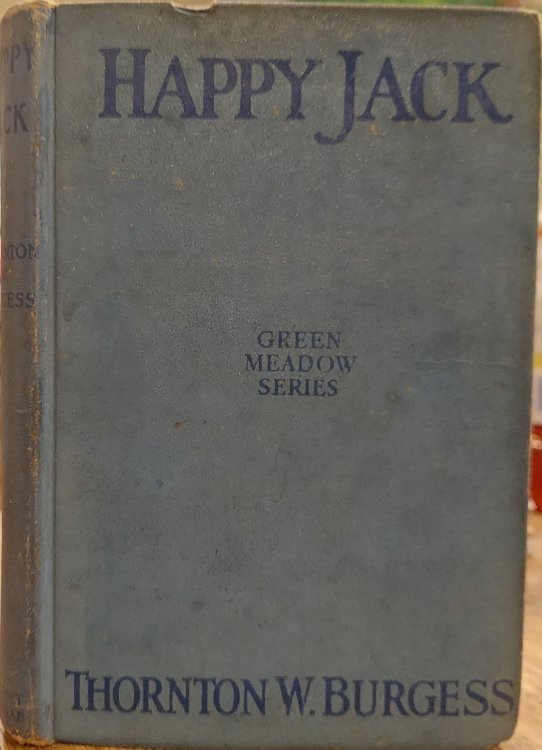 HAPPY JACK
GREEN
MEADOW
SERIES
THORNTON W. BURGESS